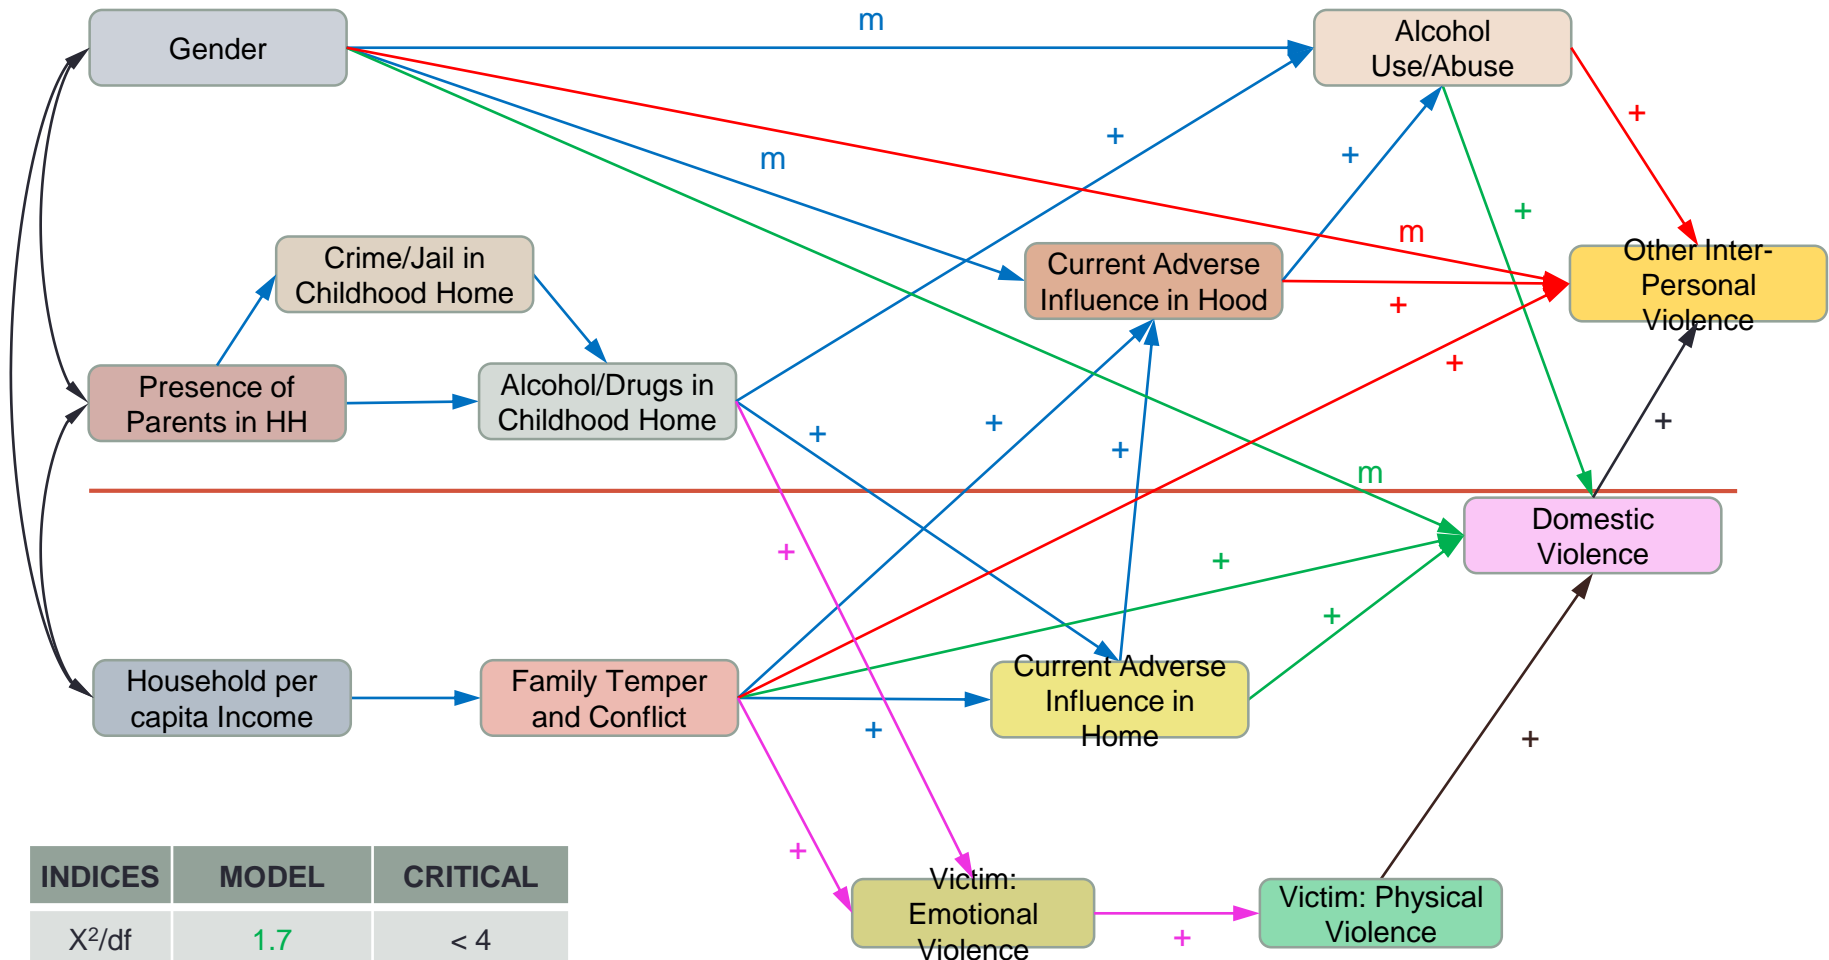 Gender
m
Alcohol
Use/Abuse
+
+
m
+
+
m
Crime/Jail in
Childhood Home
Current Adverse
Influence in Hood
Other Inter-
Personal
Violence
+
+
Presence of
Parents in HH
Alcohol/Drugs in
Childhood Home
+
+
+
+
m
Domestic
Violence
+
+
+
Household per
capita Income
Family Temper
and Conflict
Current Adverse
Influence in
Home
+
+
+
Victim:
Emotional
Violence
+
Victim: Physical
Violence
INDICES MODEL CRITICAL
X²/df 1.7 < 4